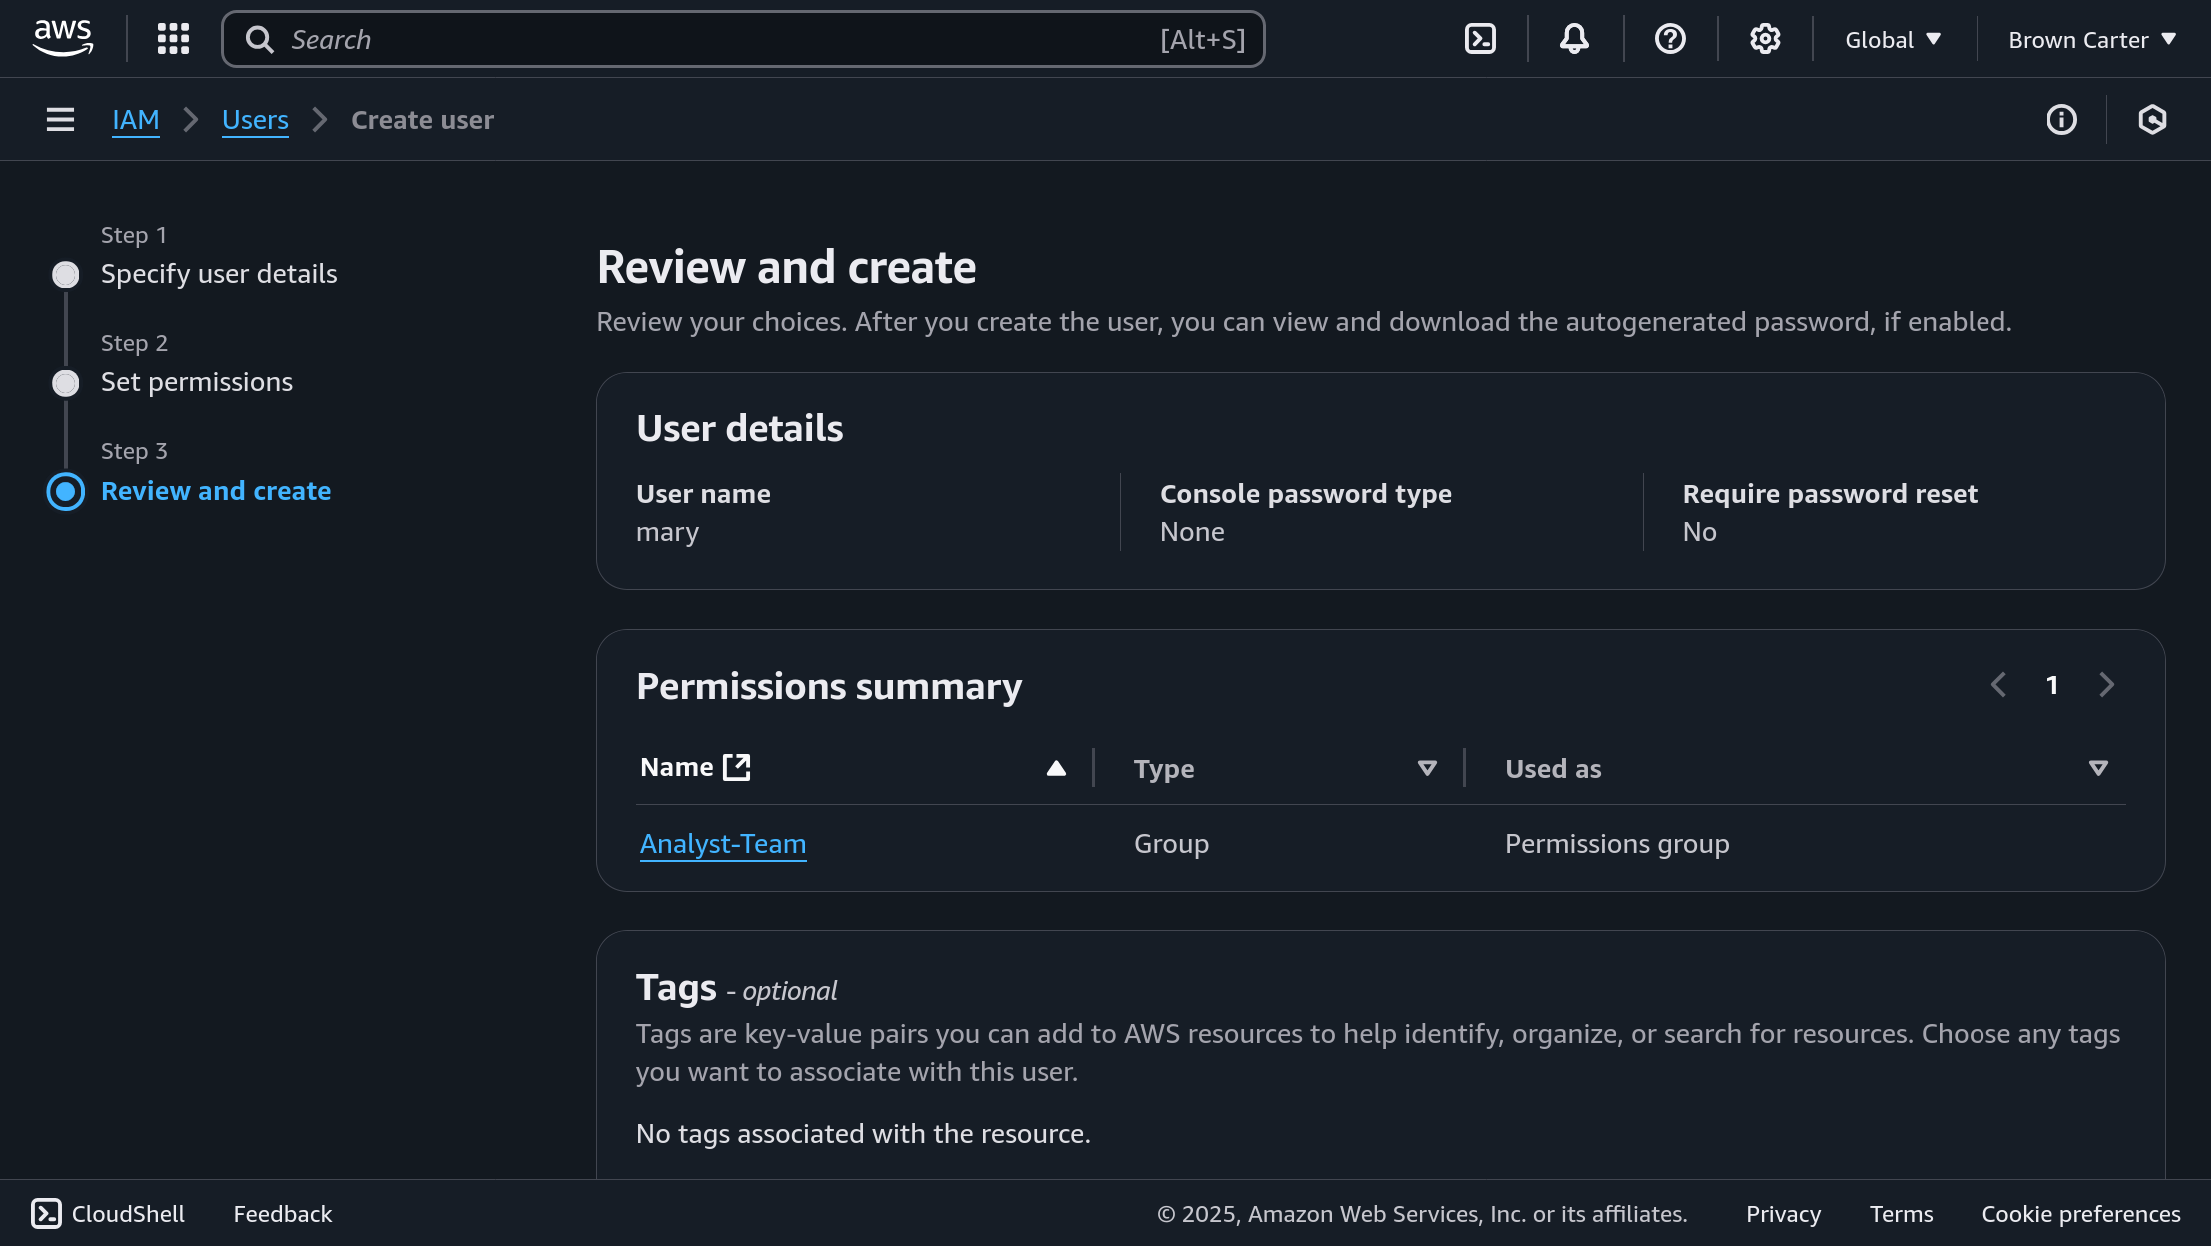 aws
Search [Alt+S]
Global
Brown Carter
IAM
Users
Create user
Step 1
Specify user details
Step 2
Set permissions
Step 3
Review and create
Review and create
Review your choices. After you create the user, you can view and download the autogenerated password, if enabled.
User details
User name
mary
Console password type
None
Require password reset
No
Permissions summary
1
Name Type Used as
Analyst-Team Group Permissions group
Tags - optional
Tags are key-value pairs you can add to AWS resources to help identify, organize, or search for resources. Choose any tags
you want to associate with this user.
No tags associated with the resource.
CloudShell Feedback © 2025, Amazon Web Services, Inc. or its affiliates. Privacy Terms Cookie preferences